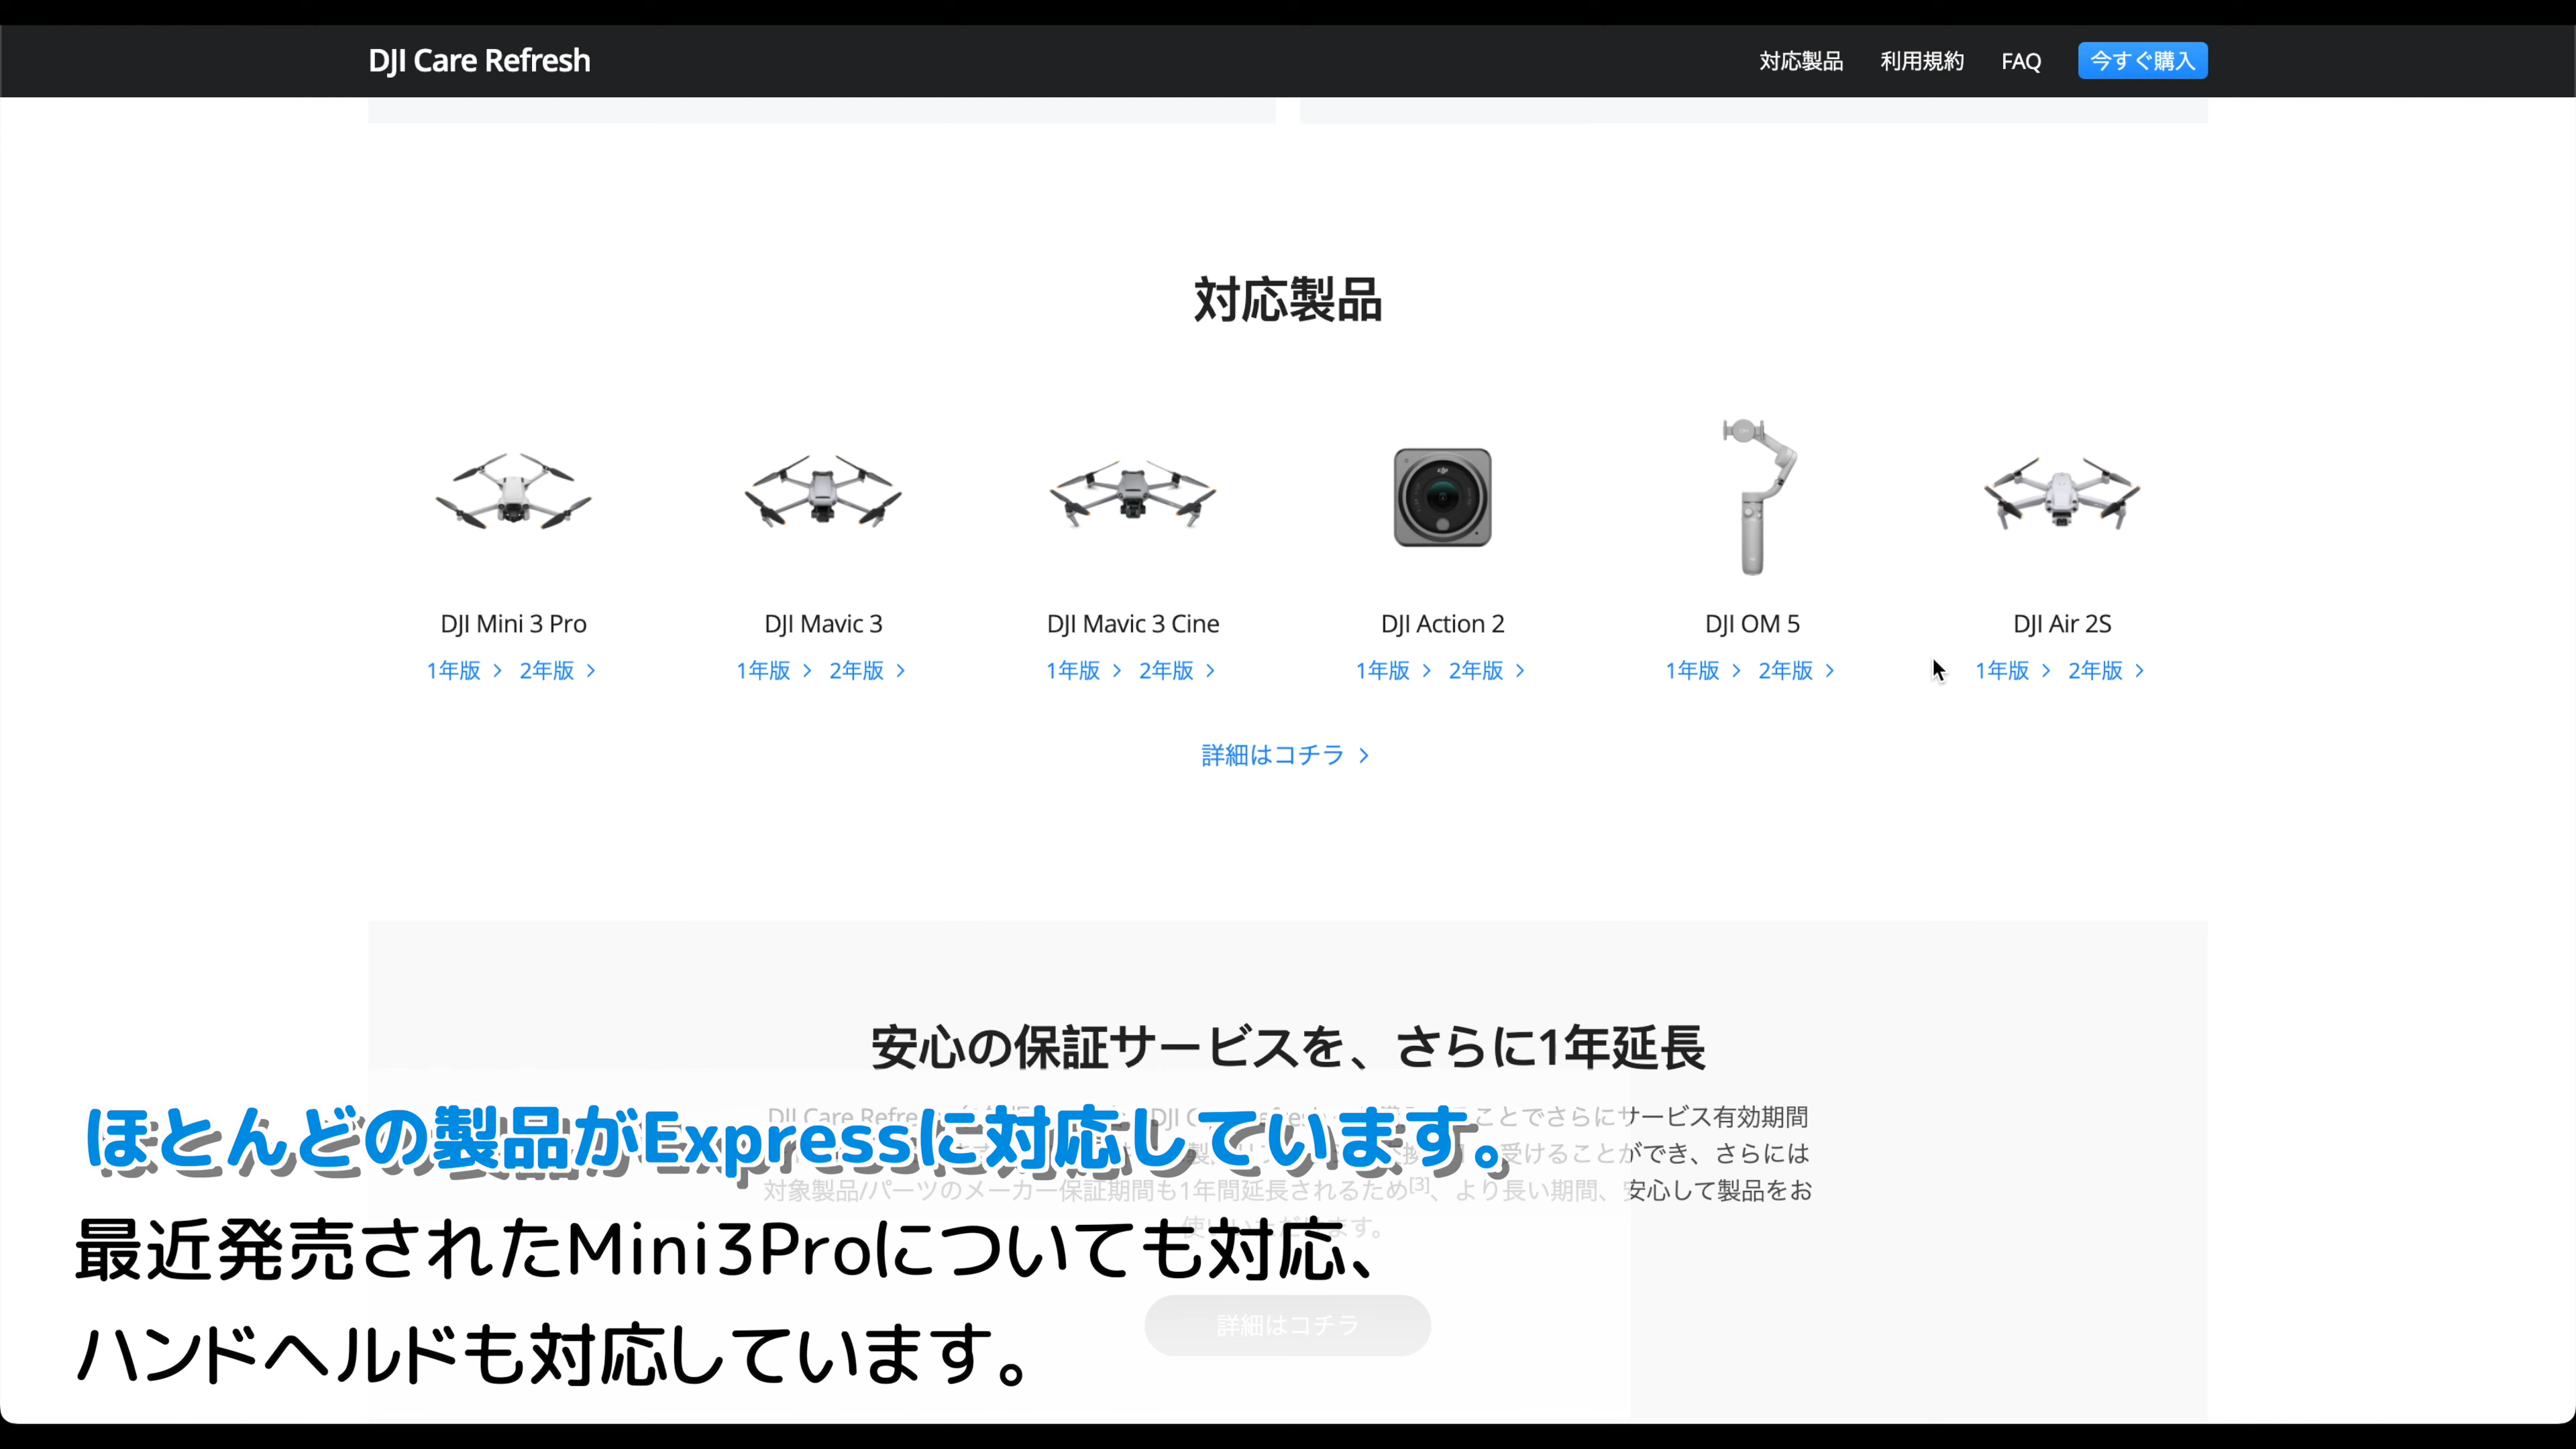 DJI Care Refresh
対応製品 利用規約 FAQ 今すぐ購入
対応製品
DJI Mini 3 Pro DJI Mavic 3 DJI Mavic 3 Cine DJI Action 2 DJI OM 5 DJI Air 2S
1年版 > 2年版 > 1年版 > 2年版 > 1年版 > 2年版 > 1年版 > 2年版 > 1年版 > 2年版 > 1年版 > 2年版 >
詳細はコチラ >
安心の保証サービスを、さらに1年延長
DJI Care ことでさらにサービス有効期間
受けることができ、さらには
対象製品/パーツのメーカー保証期間も1年間延長されるため[3]、より長い期間、安心して製品をお
ます。
詳細はコチラ
ほとんどの製品がExpressに対応しています。
最近発売されたMini3Proについても対応、
ハンドヘルドも対応しています。